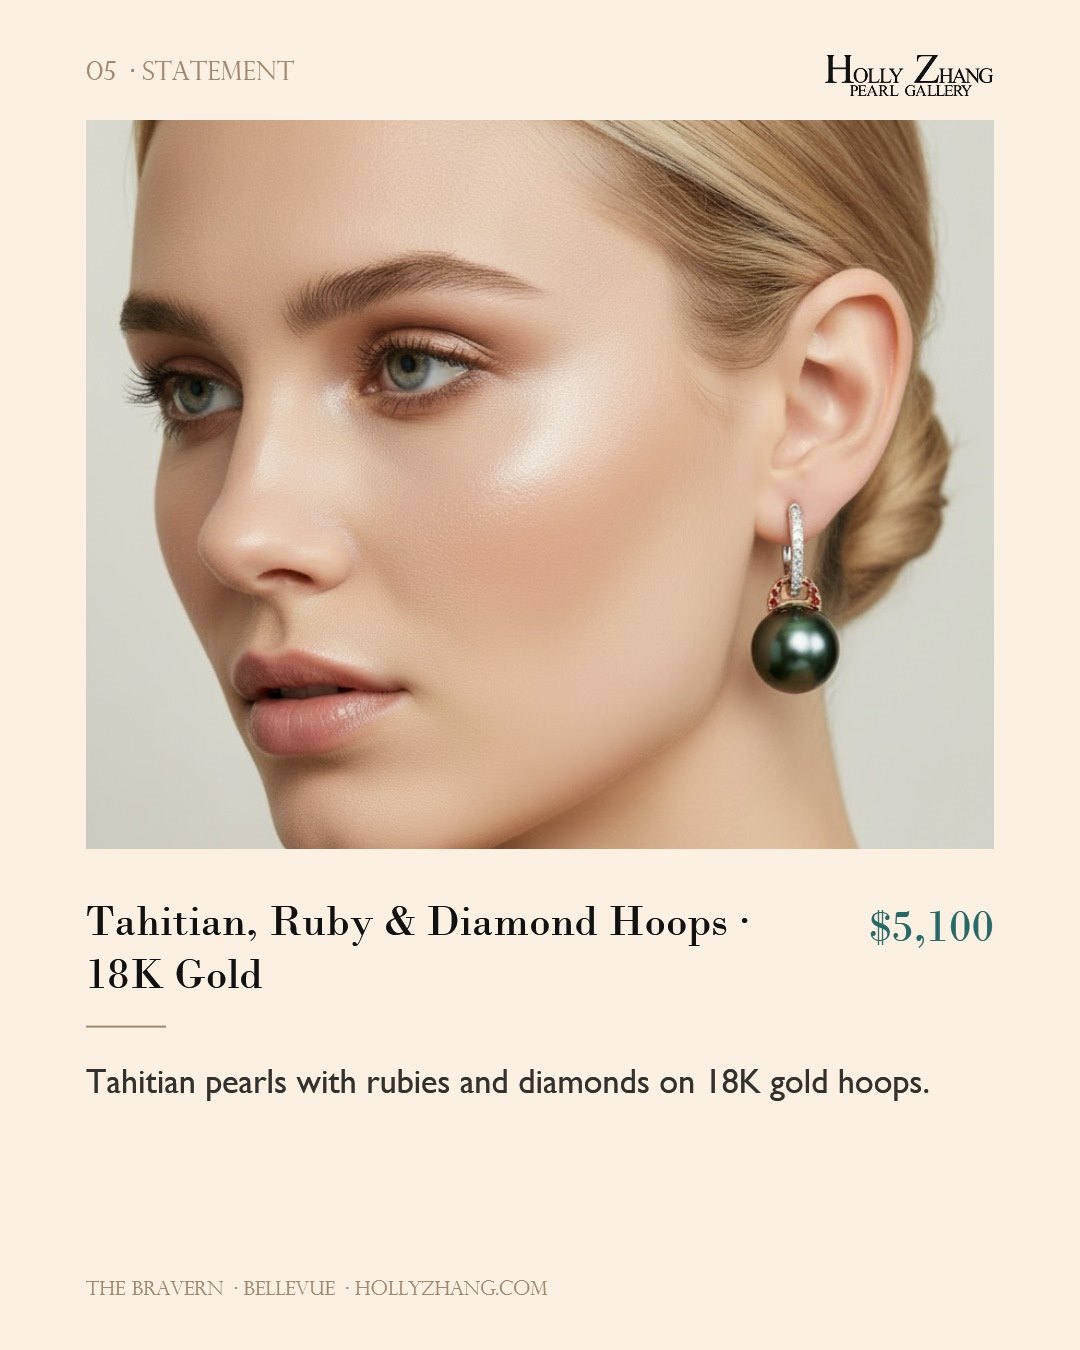 05 · STATEMENT
HOLLY ZHANG
PEARL GALLERY
Tahitian, Ruby & Diamond Hoops ·
18K Gold
$5,100
Tahitian pearls with rubies and diamonds on 18K gold hoops.
THE BRAVERN · BELLEVUE · HOLLYZHANG.COM